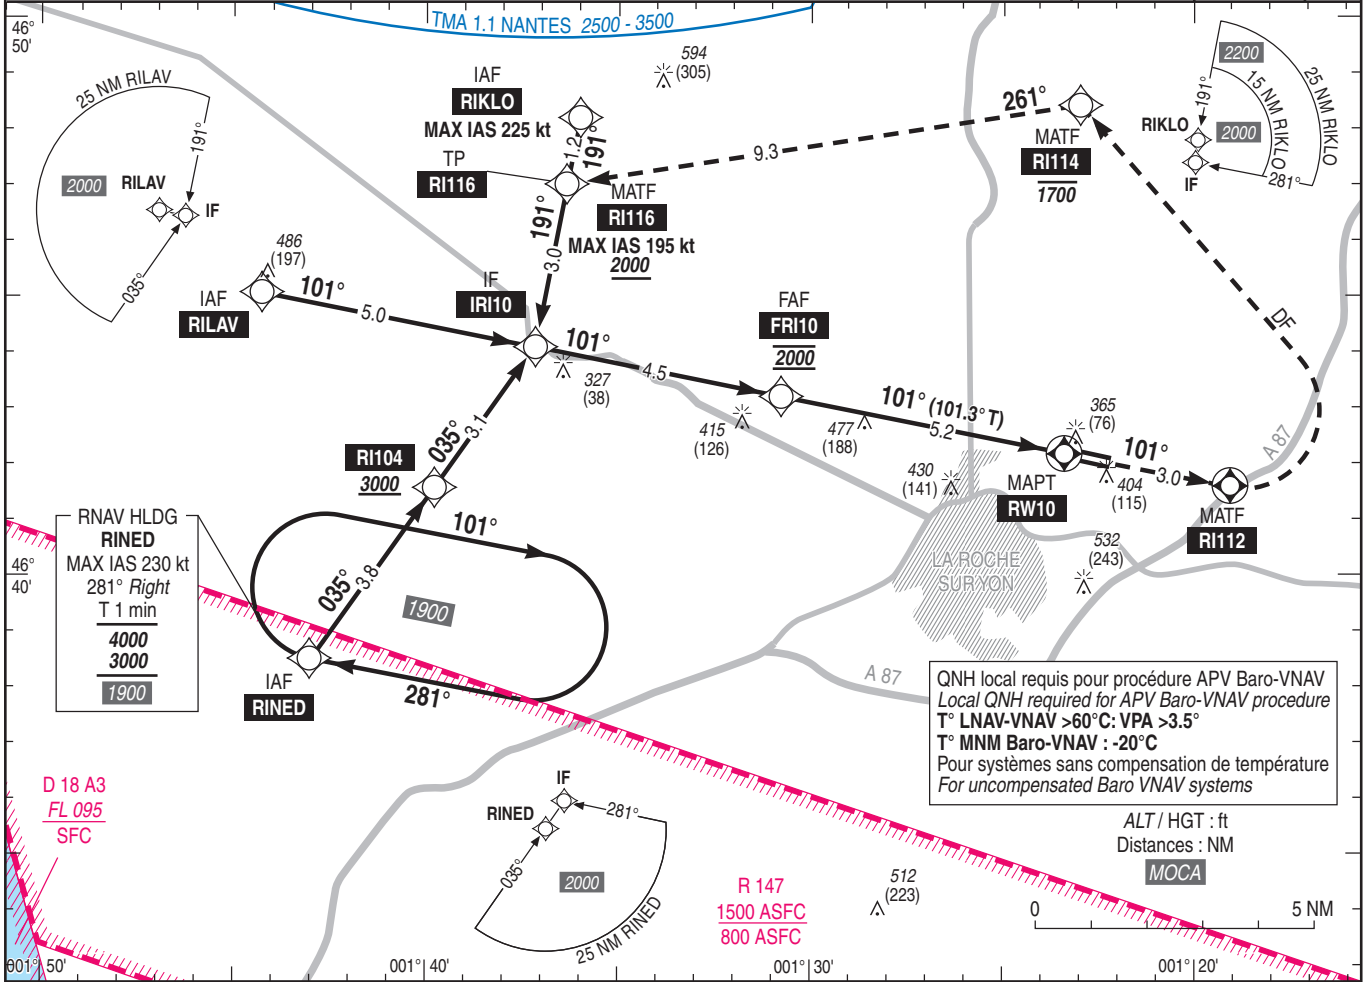 46°
50'
TMA 1.1 NANTES 2500 - 3500
594
(305)
25 NM RILAV
191°
2000
RILAV
IF
035°
IAF
RIKLO
MAX IAS 225 kt
1.2
191°
TP
RI116
MATF
RI116
MAX IAS 195 kt
2000
191°
3.0
261°
9.3
MATF
RI114
1700
2200
2000
15 NM RIKLO
25 NM RIKLO
191°
RIKLO
IF
281°
486
(197)
IAF
RILAV
101°
5.0
IF
IRI10
101°
4.5
327
(38)
FAF
FRI10
2000
DF
101° (101.3° T)
5.2
415
(126)
477
(188)
365
(76)
430
(141)
MAPT
RW10
101°
3.0
404
(115)
A 87
MATF
RI112
532
(243)
LA ROCHE
SUR YON
035°
3.1
RI104
3000
RNAV HLDG
RINED
MAX IAS 230 kt
281° Right
T 1 min
4000
3000
1900
46°
40'
101°
035°
3.8
1900
281°
IAF
RINED
A 87
QNH local requis pour procédure APV Baro-VNAV
Local QNH required for APV Baro-VNAV procedure
T° LNAV-VNAV >60°C: VPA >3.5°
T° MNM Baro-VNAV : -20°C
Pour systèmes sans compensation de température
For uncompensated Baro VNAV systems
D 18 A3
FL 095
SFC
IF
RINED
281°
035°
2000
25 NM RINED
R 147
1500 ASFC
800 ASFC
512
(223)
ALT / HGT : ft
Distances : NM
MOCA
0 5 NM
001° 50'
001° 40'
001° 30'
001° 20'